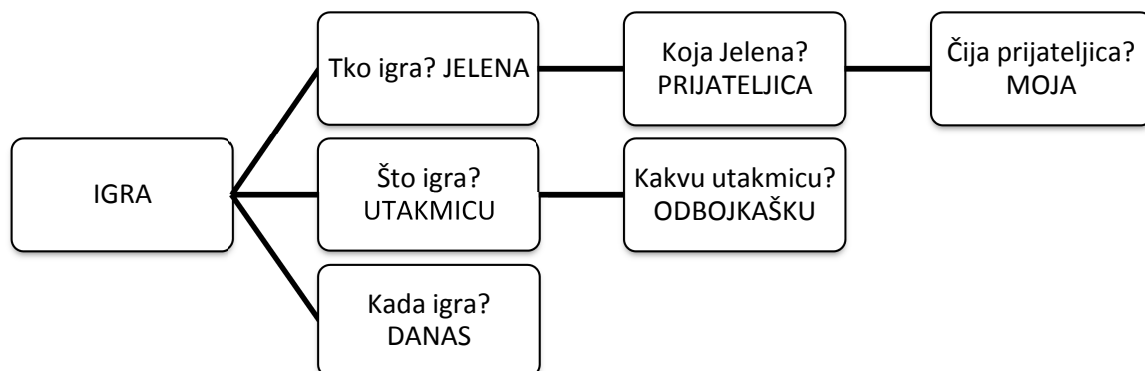 Tko igra? JELENA
Koja Jelena?
PRIJATELJICA
Čija prijateljica?
MOJA
IGRA
Što igra?
UTAKMICU
Kakvu utakmicu?
ODBOJKAŠKU
Kada igra?
DANAS